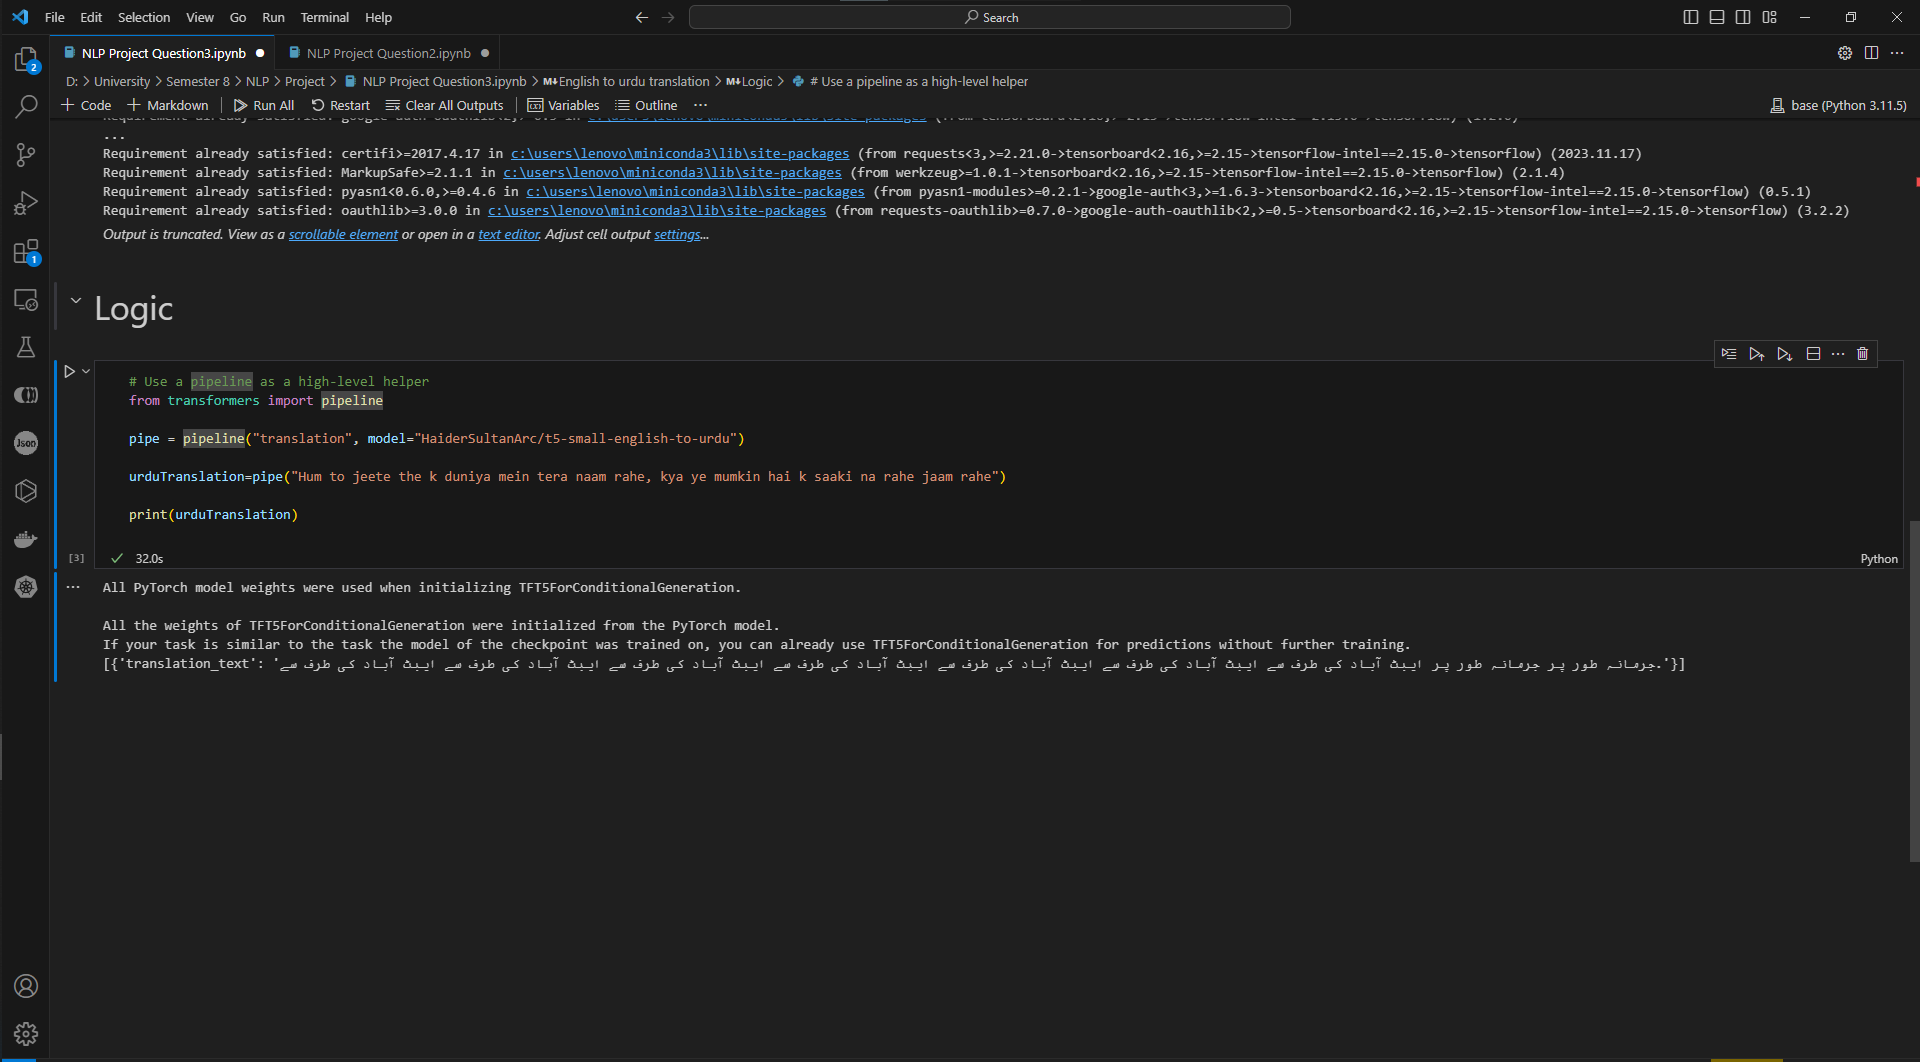 File Edit Selection View Go Run Terminal Help
Search
NLP Project Question3.ipynb
NLP Project Question2.ipynb
D: > University > Semester 8 > NLP > Project > NLP Project Question3.ipynb > M↓English to urdu translation > M↓Logic > # Use a pipeline as a high-level helper
+ Code + Markdown Run All Restart Clear All Outputs Variables Outline ...
base (Python 3.11.5)
...
Requirement already satisfied: certifi>=2017.4.17 in c:\users\lenovo\miniconda3\lib\site-packages (from requests<3,>=2.21.0->tensorboard<2.16,>=2.15->tensorflow-intel==2.15.0->tensorflow) (2023.11.17)
Requirement already satisfied: MarkupSafe>=2.1.1 in c:\users\lenovo\miniconda3\lib\site-packages (from werkzeug>=1.0.1->tensorboard<2.16,>=2.15->tensorflow-intel==2.15.0->tensorflow) (2.1.4)
Requirement already satisfied: pyasn1<0.6.0,>=0.4.6 in c:\users\lenovo\miniconda3\lib\site-packages (from pyasn1-modules>=0.2.1->google-auth<3,>=1.6.3->tensorboard<2.16,>=2.15->tensorflow-intel==2.15.0->tensorflow) (0.5.1)
Requirement already satisfied: oauthlib>=3.0.0 in c:\users\lenovo\miniconda3\lib\site-packages (from requests-oauthlib>=0.7.0->google-auth-oauthlib<2,>=0.5->tensorboard<2.16,>=2.15->tensorflow-intel==2.15.0->tensorflow) (3.2.2)
Output is truncated. View as a scrollable element or open in a text editor. Adjust cell output settings...
Logic
# Use a pipeline as a high-level helper
from transformers import pipeline
pipe = pipeline("translation", model="HaiderSultanArc/t5-small-english-to-urdu")
urduTranslation=pipe("Hum to jeete the k duniya mein tera naam rahe, kya ye mumkin hai k saaki na rahe jaam rahe")
print(urduTranslation)
[3] 32.0s
Python
... All PyTorch model weights were used when initializing TFT5ForConditionalGeneration.
All the weights of TFT5ForConditionalGeneration were initialized from the PyTorch model.
If your task is similar to the task the model of the checkpoint was trained on, you can already use TFT5ForConditionalGeneration for predictions without further training.
[{'translation_text': 'جرمانہ طور پر جرمانہ طور پر ایبٹ آباد کی طرف سے ایبٹ آباد کی طرف سے ایبٹ آباد کی طرف سے ایبٹ آباد کی طرف سے ایبٹ آباد کی طرف سے ایبٹ آباد کی طرف سے ایبٹ آباد کی طرف سے ایبٹ آباد کی طرف سے.'}]
2
1
Json